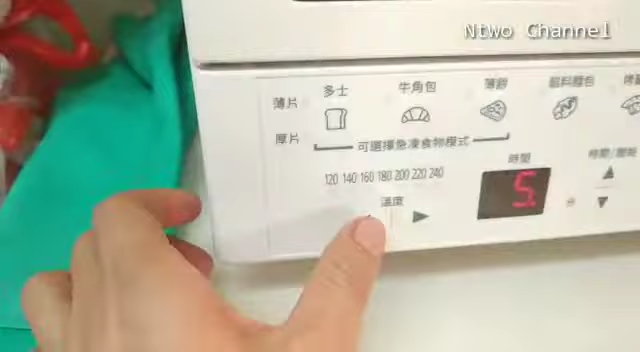 Ntwo Channel
多士 牛角包 薄餅 餡料麵包
薄片
厚片
可選擇急凍食物模式
120 140 160 180 200 220 240
溫度
時間
5